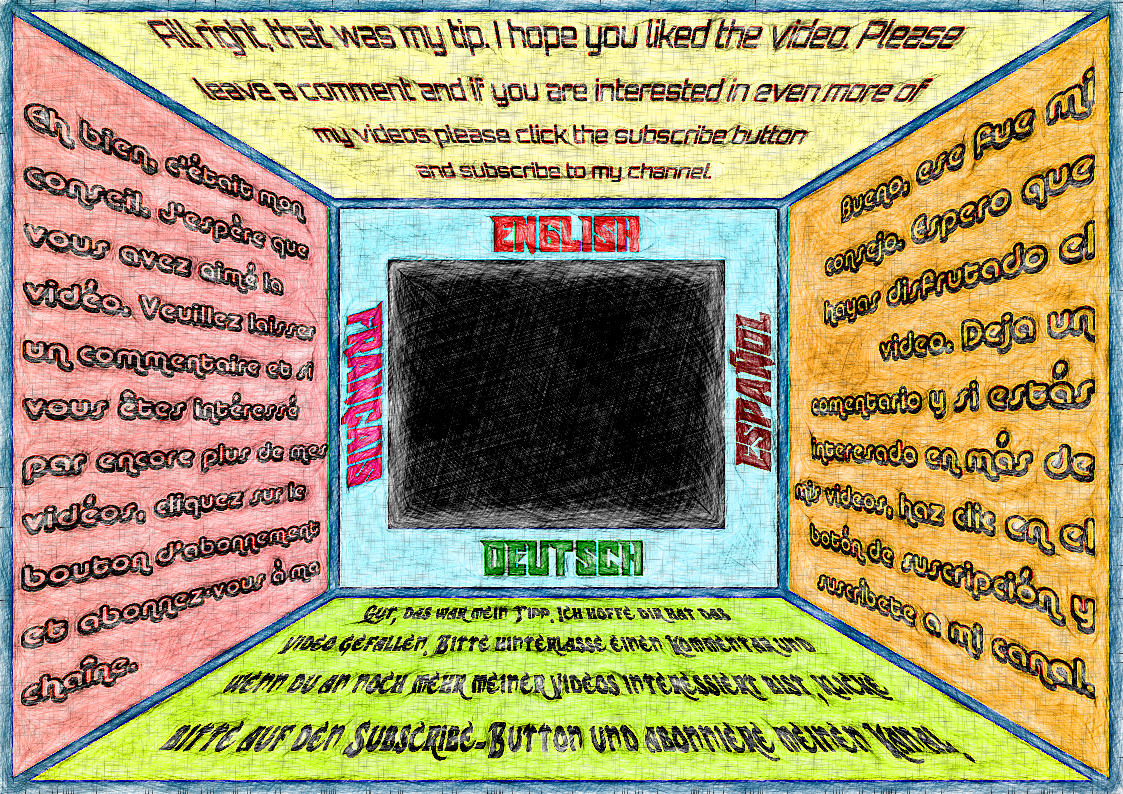 All right, that was my tip. I hope you liked the video. Please
leave a comment and if you are interested in even more of
my videos please click the subscribe button
and subscribe to my channel.
ENGLISH
Eh bien, c'était mon
conseil. J'espère que
vous avez aimé la
vidéo. Veuillez laisser
un commentaire et si
vous êtes intéressé
par encore plus de mes
vidéos, cliquez sur le
bouton d'abonnement
et abonnez-vous à ma
chaîne.
FRANÇAIS
ESPAÑOL
Bueno, ese fue mi
consejo. Espero que
hayas disfrutado el
video. Deja un
comentario y si estás
interesado en más de
mis videos, haz clic en el
botón de suscripción y
suscríbete a mi canal.
DEUTSCH
Gut, das war mein Tipp. Ich hoffe dir hat das
Video gefallen. Bitte hinterlasse einen Kommentar und
wenn du an noch mehr meiner Videos interessiert bist, klicke
bitte auf den Subscribe-Button und abonniere meinen Kanal.